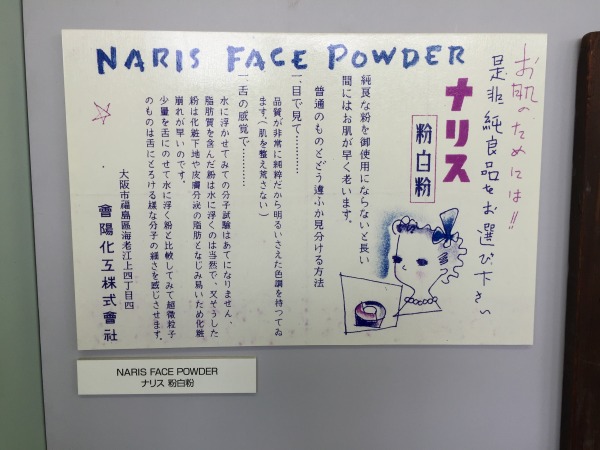 NARIS FACE POWDER
お肌のためには!!
是非純良品をお選び下さい
ナリス
粉白粉
純良な粉を御使用にならないと長い
間にはお肌が早く老います。
普通のものとどう違ふか見分ける方法
一、目で見て…………
品質が非常に純粋だから明るいさえた色調を持つてゐ
ます、(肌を整え荒さない)
一、舌の感覚で…………
水に浮かせてみての分子試験はあてになりません、
脂肪質を含んだ粉は水に浮くのは当然で、又そうした
粉は化粧下地や皮膚分泌の脂肪となじみ易いため化粧
崩れが早いのです。
少量を舌にのせて水に浮く粉と比較してみて超微粒子
のものは舌にとろける様な分子の細さを感じさせます。
大阪市福島區海老江上四丁目四
會陽化工株式會社
NARIS FACE POWDER
ナリス 粉白粉